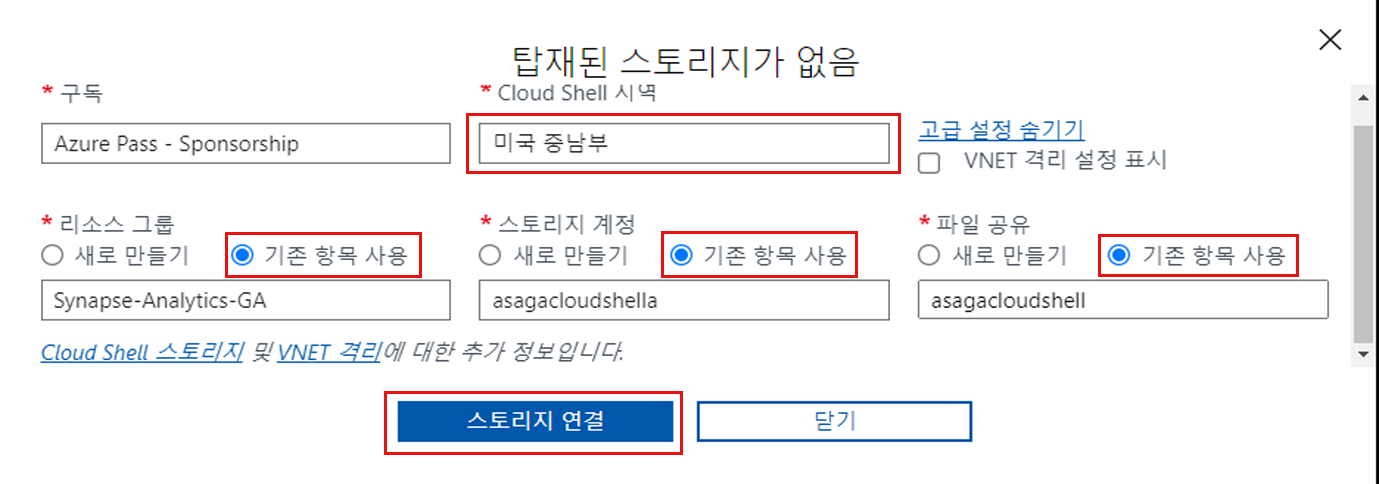 탑재된 스토리지가 없음
* 구독
* Cloud Shell 지역
Azure Pass - Sponsorship
미국 중남부
고급 설정 숨기기
VNET 격리 설정 표시
* 리소스 그룹
새로 만들기
기존 항목 사용
Synapse-Analytics-GA
* 스토리지 계정
새로 만들기
기존 항목 사용
asagacloudshella
* 파일 공유
새로 만들기
기존 항목 사용
asagacloudshell
Cloud Shell 스토리지 및 VNET 격리에 대한 추가 정보입니다.
스토리지 연결
닫기